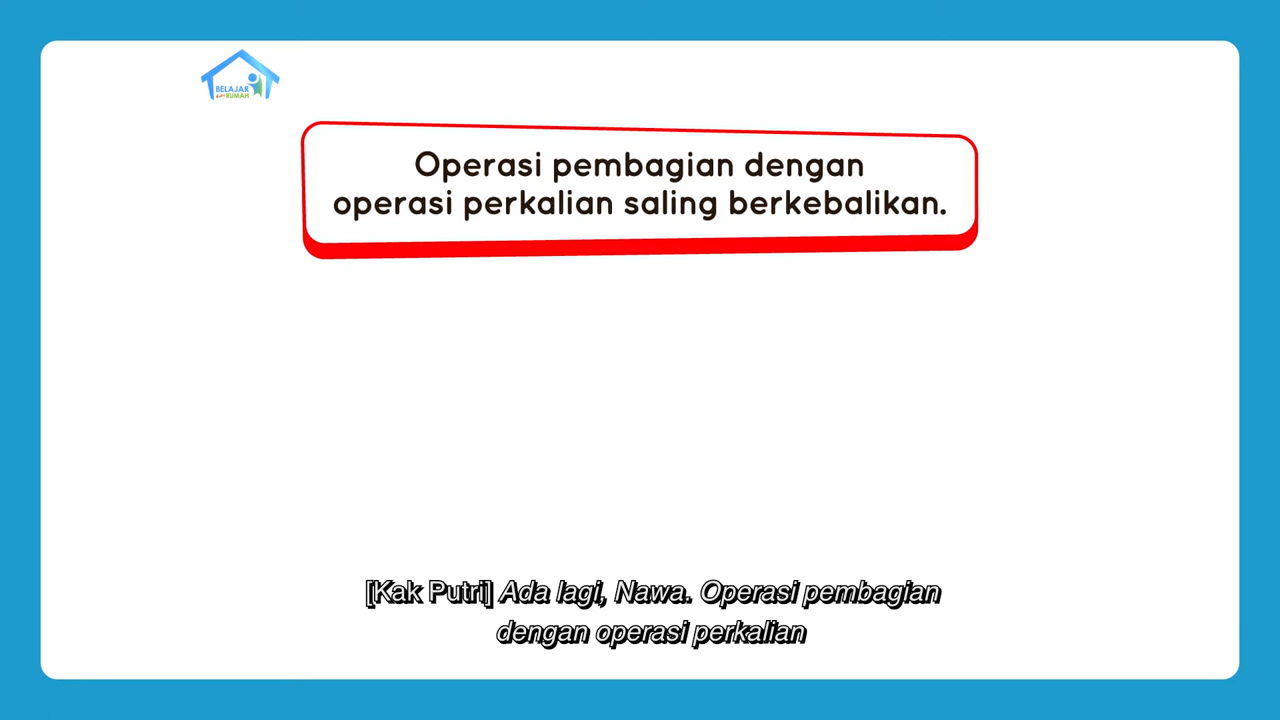 BELAJAR
dari RUMAH
Operasi pembagian dengan
operasi perkalian saling berkebalikan.
[Kak Putri] Ada lagi, Nawa. Operasi pembagian
dengan operasi perkalian